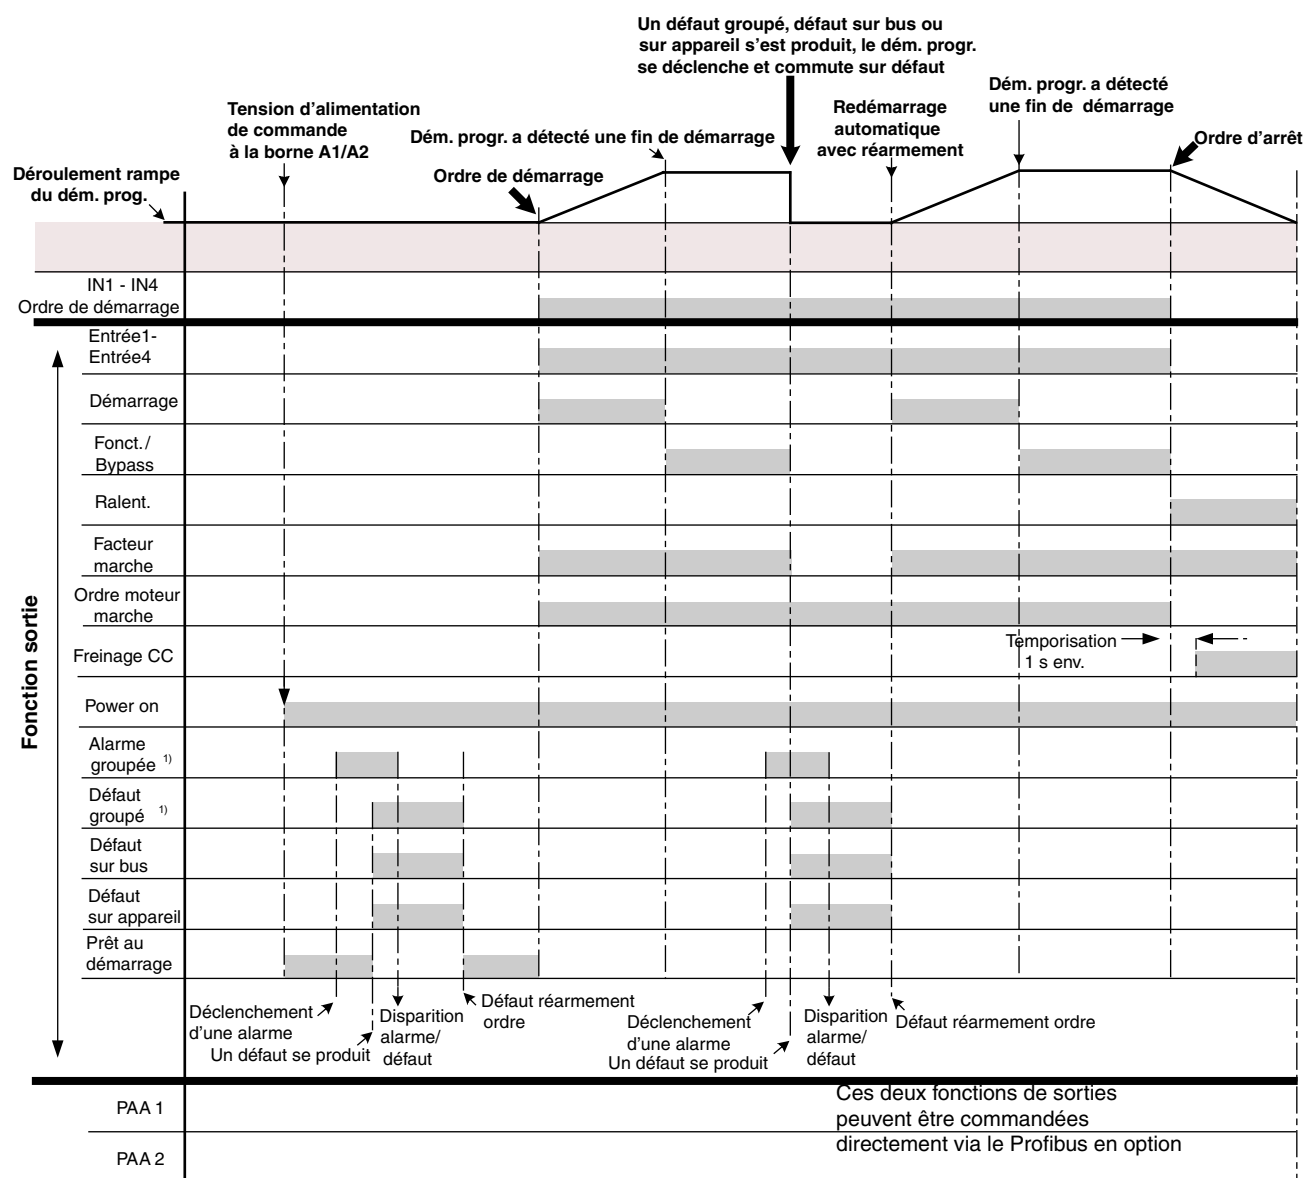 Un défaut groupé, défaut sur bus ou
sur appareil s'est produit, le dém. progr.
se déclenche et commute sur défaut
Dém. progr. a détecté
une fin de démarrage
Tension d'alimentation
de commande
à la borne A1/A2
Redémarrage
automatique
avec réarmement
Dém. progr. a détecté une fin de démarrage
Ordre d'arrêt
Déroulement rampe
du dém. prog.
Ordre de démarrage
IN1 - IN4
Ordre de démarrage
Fonction sortie
Entrée1-
Entrée4
Démarrage
Fonct. /
Bypass
Ralent.
Facteur
marche
Ordre moteur
marche
Freinage CC
Temporisation
1 s env.
Power on
Alarme
groupée 1)
Défaut
groupé 1)
Défaut
sur bus
Défaut
sur appareil
Prêt au
démarrage
Déclenchement
d'une alarme
Un défaut se produit
Disparition
alarme/
défaut
Défaut réarmement
ordre
Déclenchement
d'une alarme
Un défaut se produit
Disparition
alarme/
défaut
Défaut réarmement ordre
PAA 1
PAA 2
Ces deux fonctions de sorties
peuvent être commandées
directement via le Profibus en option